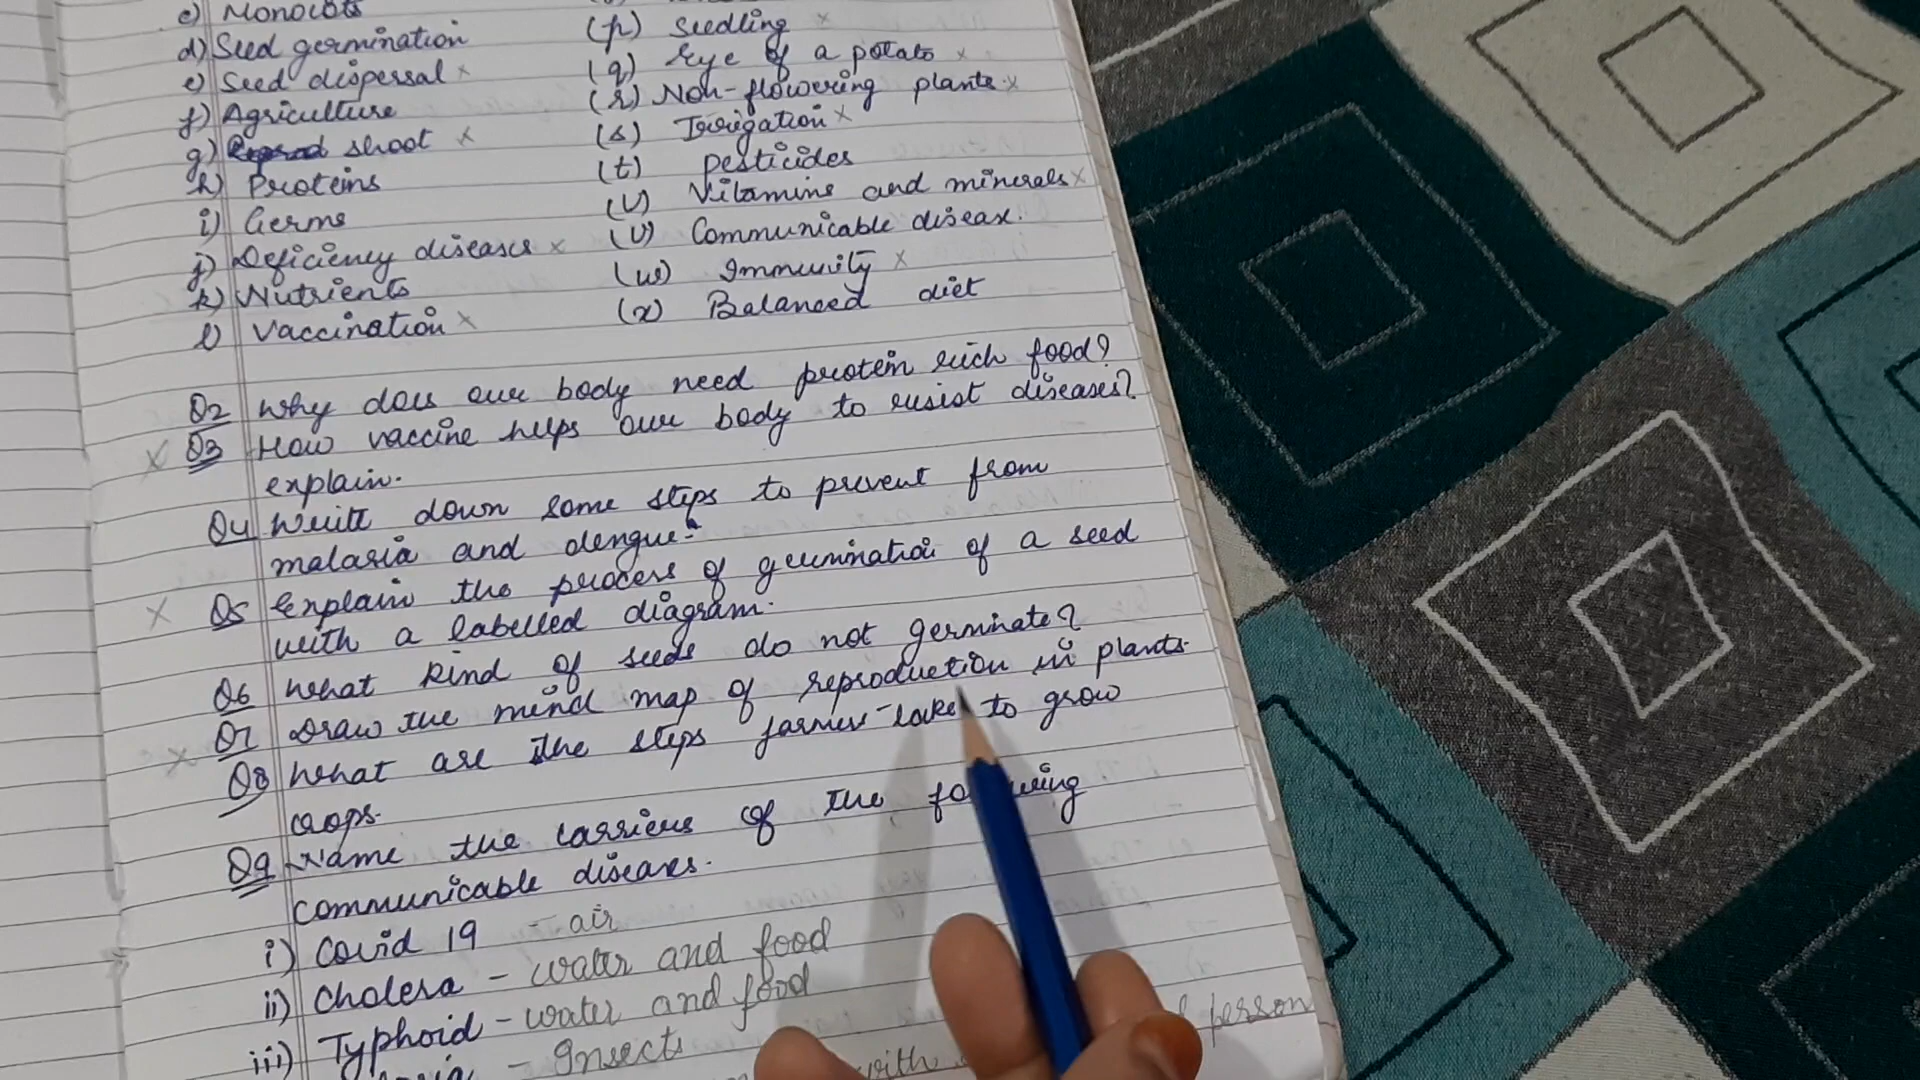 c) Monocots
d) Seed germination
e) Seed dispersal ×
f) Agriculture
g) shoot ×
h) Proteins
i) Germs
j) Deficiency diseases ×
k) Nutrients
l) Vaccination ×
(p) Seedling ×
(q) Eye of a potato ×
(r) Non-flowering plants ×
(s) Irrigation ×
(t) pesticides
(U) Vitamins and minerals ×
(V) Communicable disease.
(w) Immunity ×
(x) Balanced diet
Q2 Why does our body need protein rich food?
× Q3 How vaccine helps our body to resist diseases?
explain.
Q4 Write down some steps to prevent from
malaria and dengue.
× Q5 Explain the process of germination of a seed
with a labelled diagram.
Q6 What kind of seeds do not germinate?
× Q7 Draw the mind map of reproduction in plants.
Q8 What are the steps farmer take to grow
crops.
Q9 Name the carriers of the following
communicable diseases.
i) Covid 19 air
ii) Cholera - water and food
iii) Typhoid - water and food
- Insects
with
person